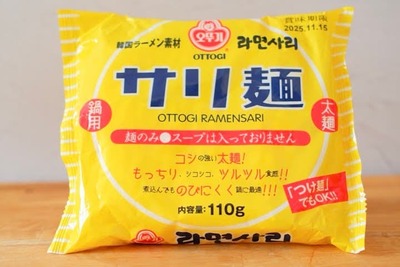 賞味期限
2025.11.15
韓国ラーメン素材
오뚜기
OTTOGI
라면사리
サリ麺
OTTOGI RAMENSARI
鍋用
太麺
麺のみ●スープは入っておりません
コシの強い太麺!
もっちり、シコシコ、ツルツル食感!!
煮込んでものびにくく鍋に最適!!!
「つけ麺」
でもOK!!
内容量:110g
라면사리